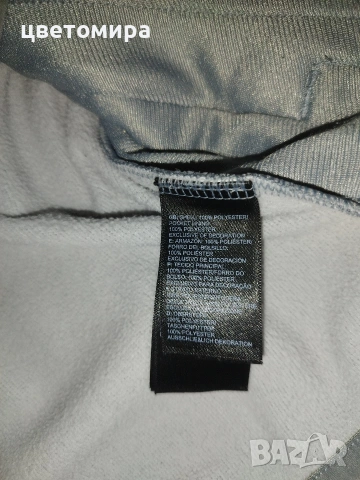 цветомира
GB: SHELL: 100% POLYESTER/
POCKET LINING:
100% POLYESTER
EXCLUSIVE OF DECORATION
E: ARMAZÓN: 100% POLIÉSTER/
FORRO DEL BOLSILLO:
100% POLIÉSTER
EXCLUSIVO DE DECORACIÓN
P: TECIDO PRINCIPAL:
100% POLIÉSTER/FORRO DO
BOLSO: 100% POLIÉSTER
100% POLYESTER
TASCHENFUTTER:
100% POLYESTER
AUSSCHLIEẞLICH DEKORATION
BAZAR
bg